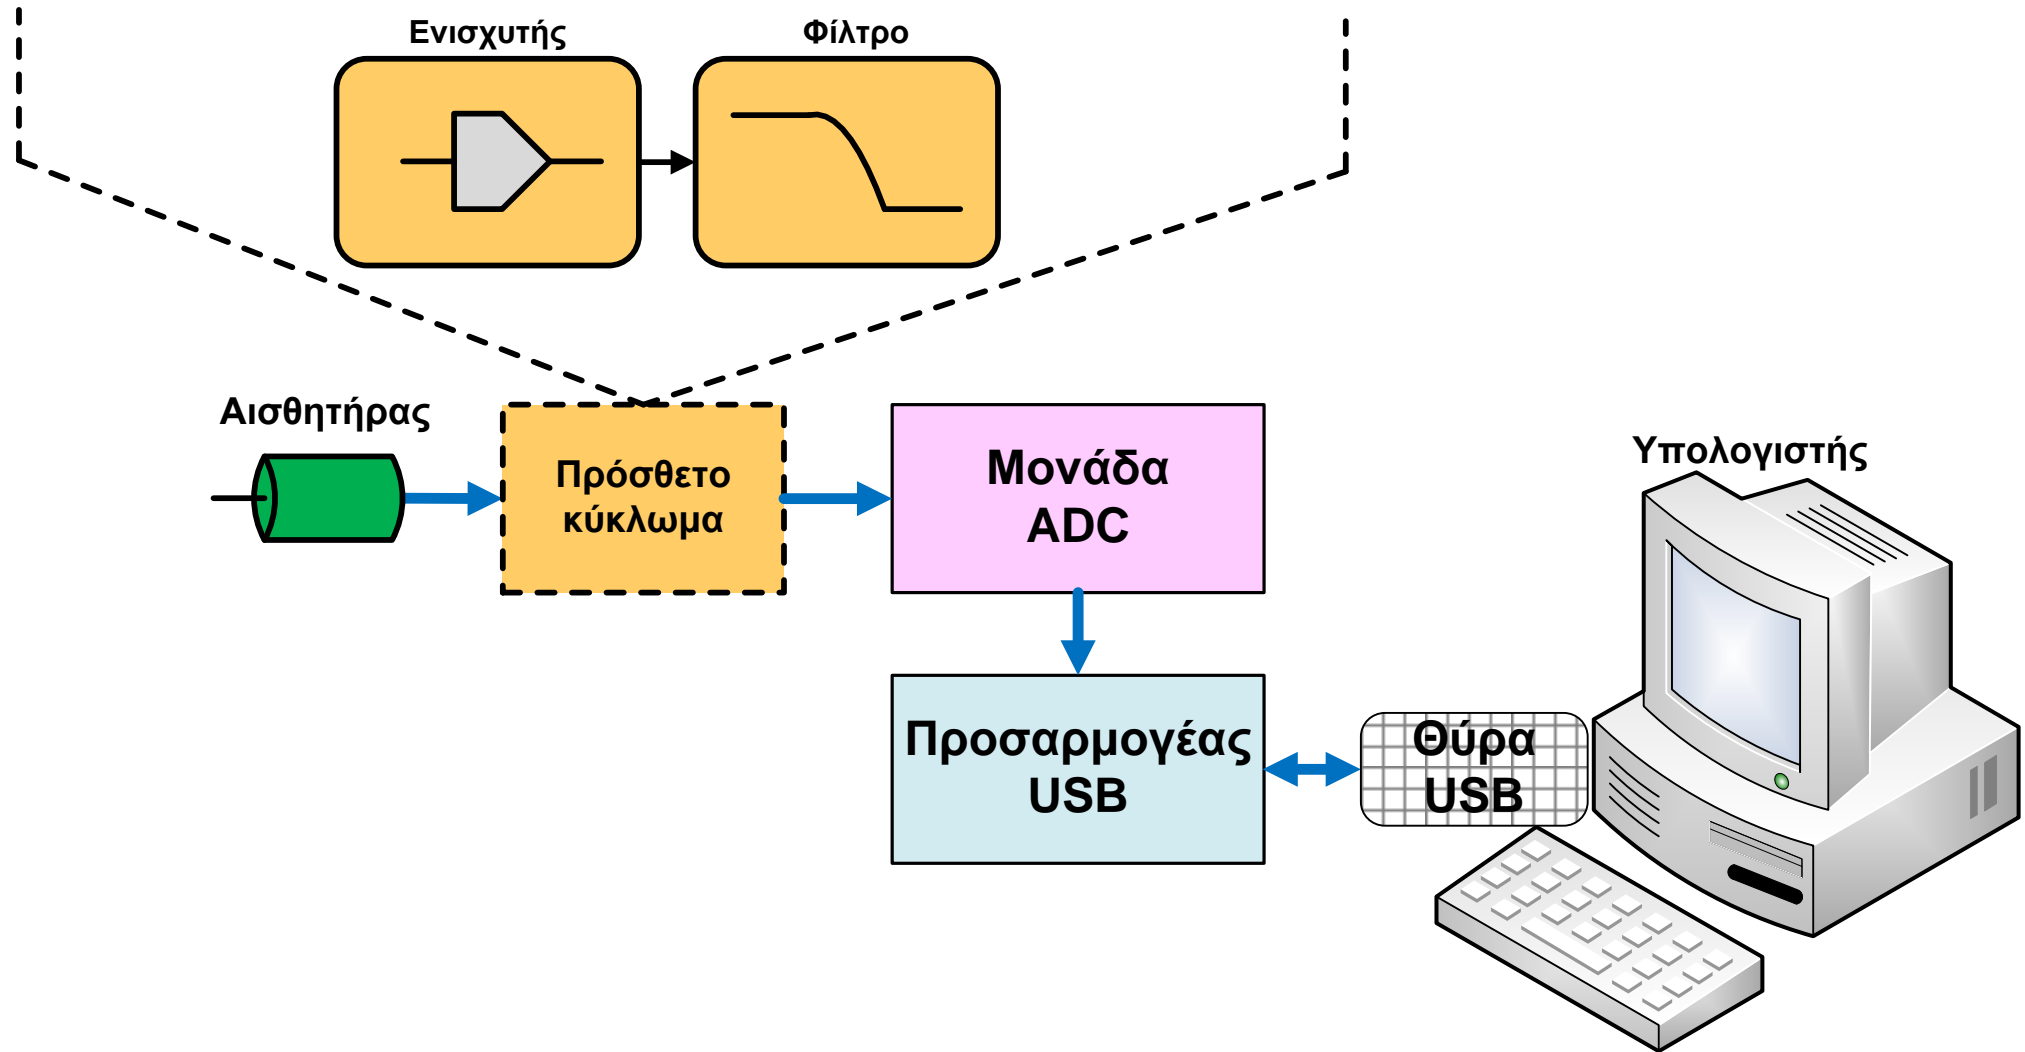 Ενισχυτής
Φίλτρο
Αισθητήρας
Πρόσθετο
κύκλωμα
Μονάδα
ADC
Υπολογιστής
Προσαρμογέας
USB
Θύρα
USB